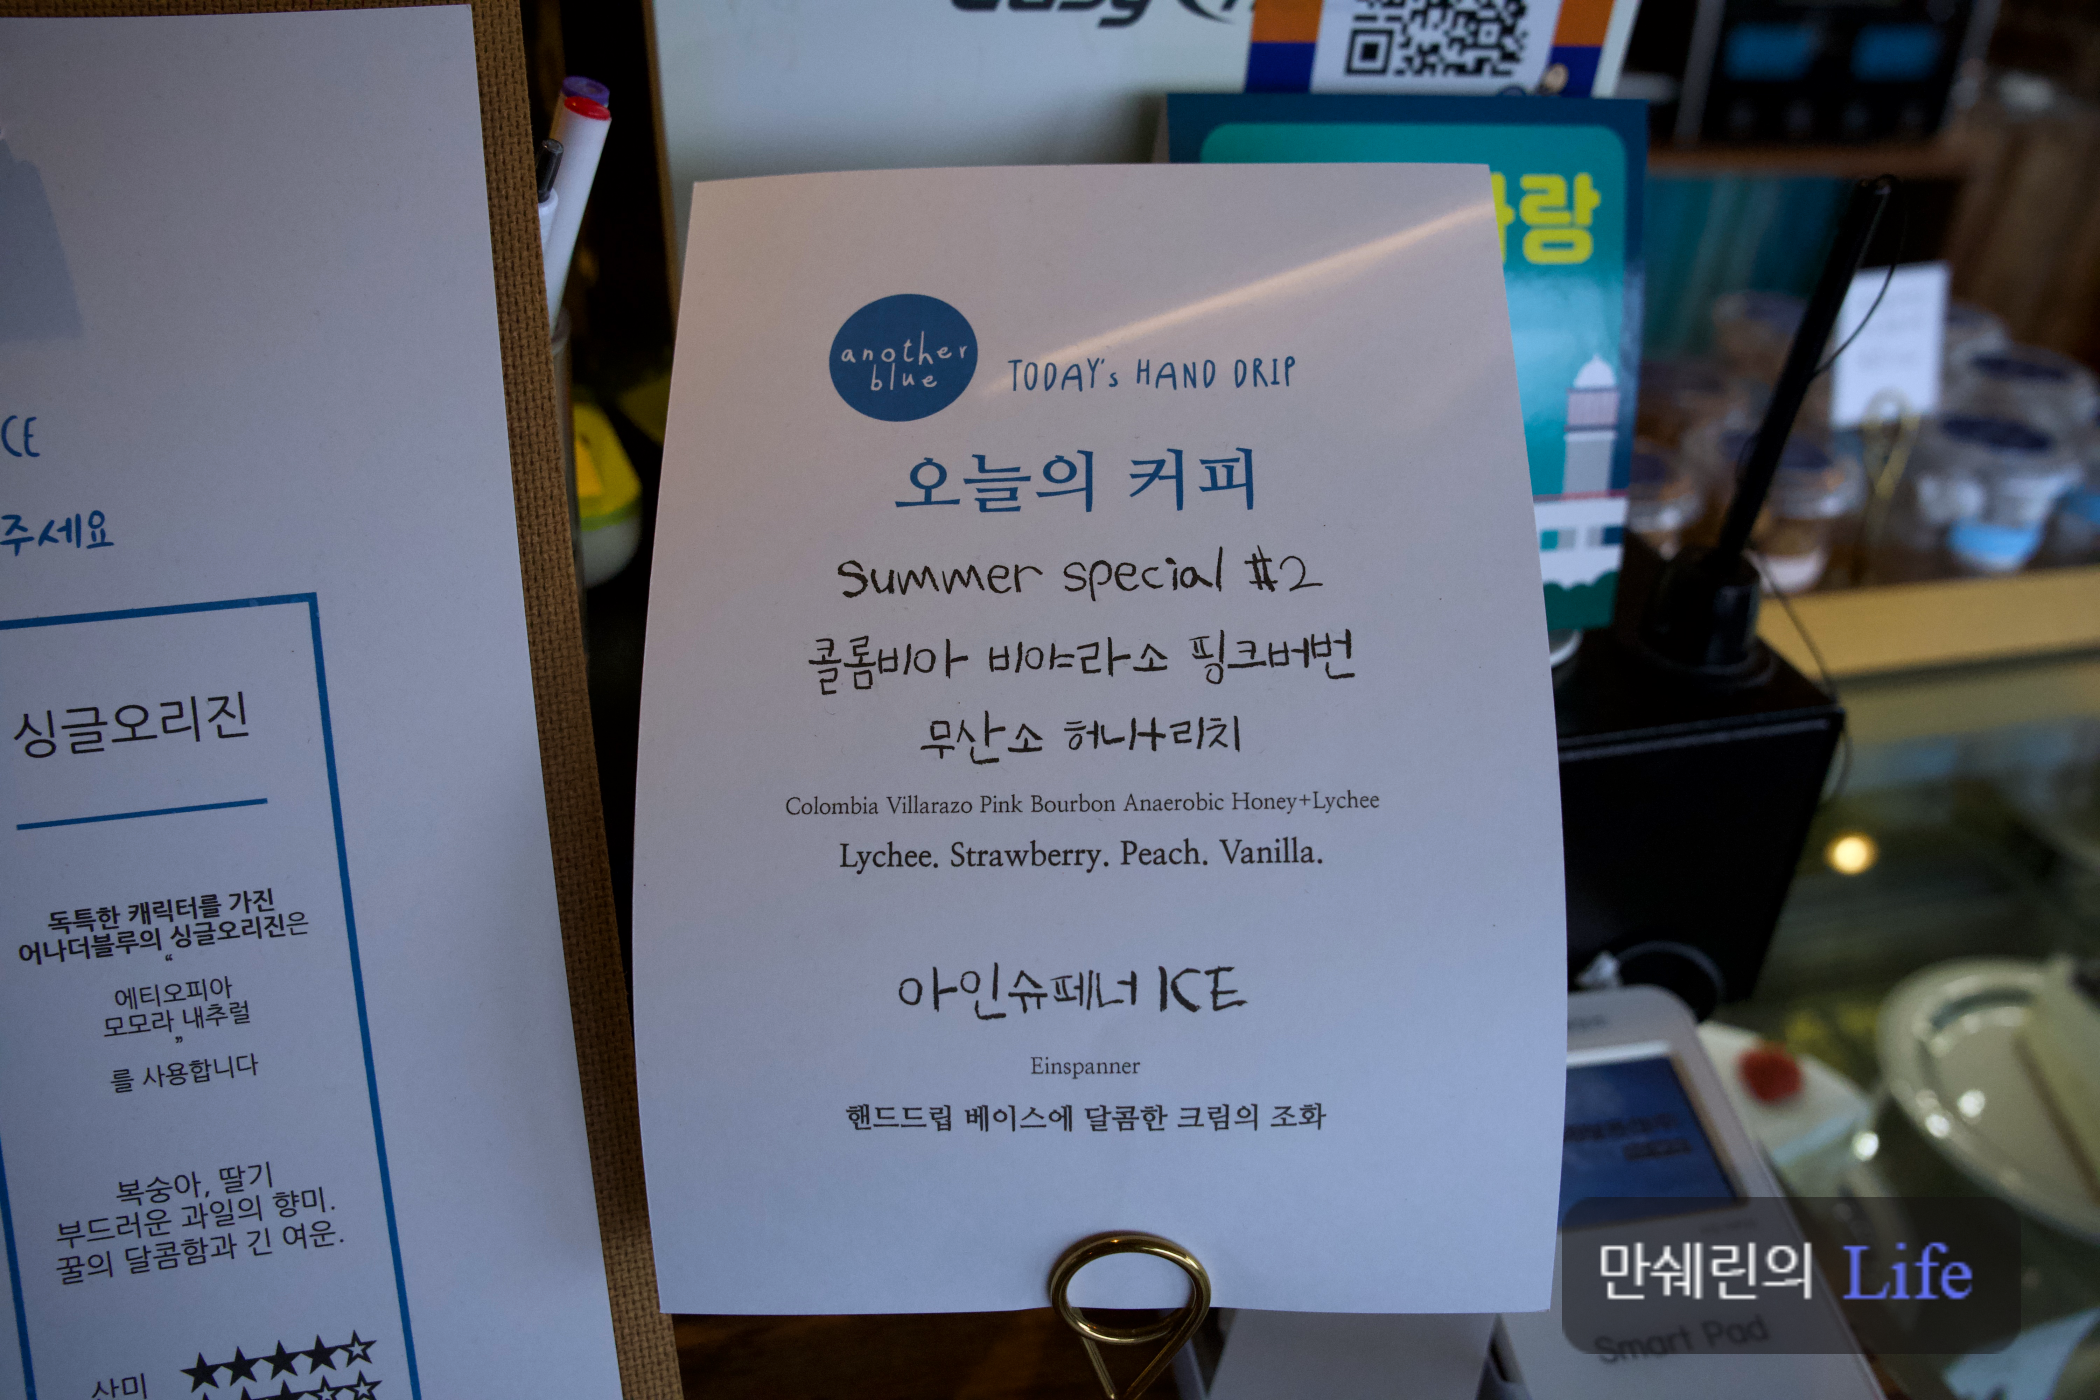 CE
주세요
싱글오리진
독특한 캐릭터를 가진
어나더블루의 싱글오리진은
“
에티오피아
모모라 내추럴
”
를 사용합니다
복숭아, 딸기
부드러운 과일의 향미.
꿀의 달콤함과 긴 여운.
산미 ★★★★☆
another
blue
TODAY's HAND DRIP
오늘의 커피
Summer special #2
콜롬비아 비야라소 핑크버번
무산소 허니+리치
Colombia Villarazo Pink Bourbon Anaerobic Honey+Lychee
Lychee. Strawberry. Peach. Vanilla.
아인슈페너 ICE
Einspanner
핸드드립 베이스에 달콤한 크림의 조화
랑
만쉐린의 Life
Smart Pad